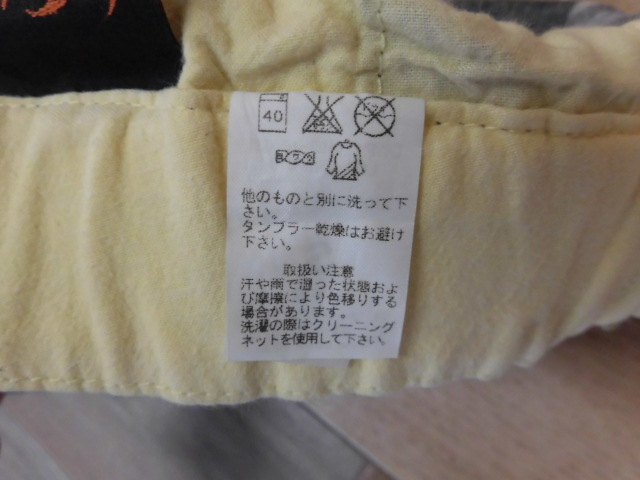 40
他のものと別に洗って下
さい。
タンブラー乾燥はお避け
下さい。
取扱い注意
汗や雨で湿った状態およ
び摩擦により色移りする
場合があります。
洗濯の際はクリーニング
ネットを使用して下さい。